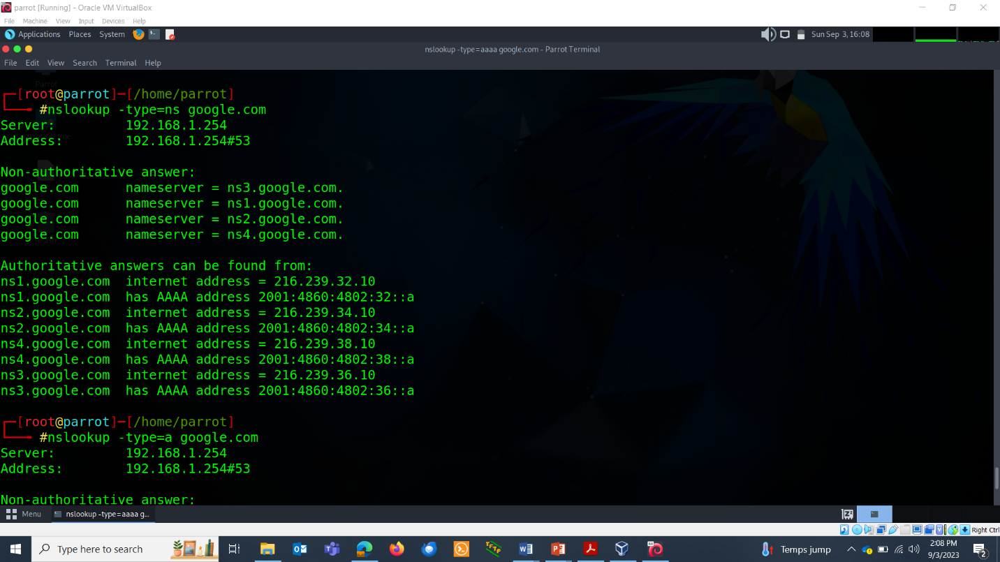 parrot [Running] - Oracle VM VirtualBox
File Machine View Input Devices Help
Applications Places System Sun Sep 3, 16:08
nslookup -type=aaaa google.com - Parrot Terminal
File Edit View Search Terminal Help
Parrot
┌─[root@parrot]─[/home/parrot]
└──╼ #nslookup -type=ns google.com
Server: 192.168.1.254
Address: 192.168.1.254#53
Non-authoritative answer:
google.com nameserver = ns3.google.com.
google.com nameserver = ns1.google.com.
google.com nameserver = ns2.google.com.
google.com nameserver = ns4.google.com.
Authoritative answers can be found from:
ns1.google.com internet address = 216.239.32.10
ns1.google.com has AAAA address 2001:4860:4802:32::a
ns2.google.com internet address = 216.239.34.10
ns2.google.com has AAAA address 2001:4860:4802:34::a
ns4.google.com internet address = 216.239.38.10
ns4.google.com has AAAA address 2001:4860:4802:38::a
ns3.google.com internet address = 216.239.36.10
ns3.google.com has AAAA address 2001:4860:4802:36::a
┌─[root@parrot]─[/home/parrot]
└──╼ #nslookup -type=a google.com
Server: 192.168.1.254
Address: 192.168.1.254#53
Non-authoritative answer:
Menu nslookup -type=aaaa g...
Right Ctrl
Type here to search
TFTP
Temps jump
2:08 PM
9/3/2023
2